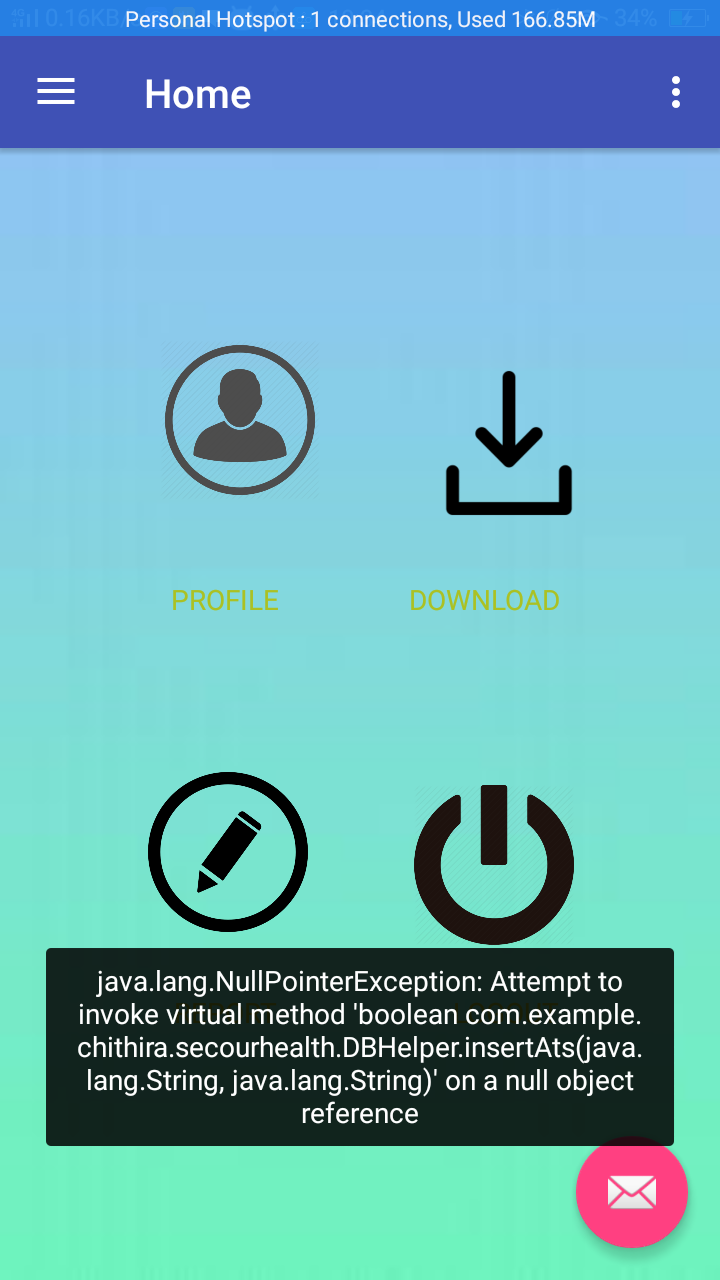 0.16KB/
Personal Hotspot : 1 connections, Used 166.85M
34%
Home
PROFILE
DOWNLOAD
java.lang.NullPointerException: Attempt to
invoke virtual method 'boolean com.example.
chithira.secourhealth.DBHelper.insertAts(java.
lang.String, java.lang.String)' on a null object
reference